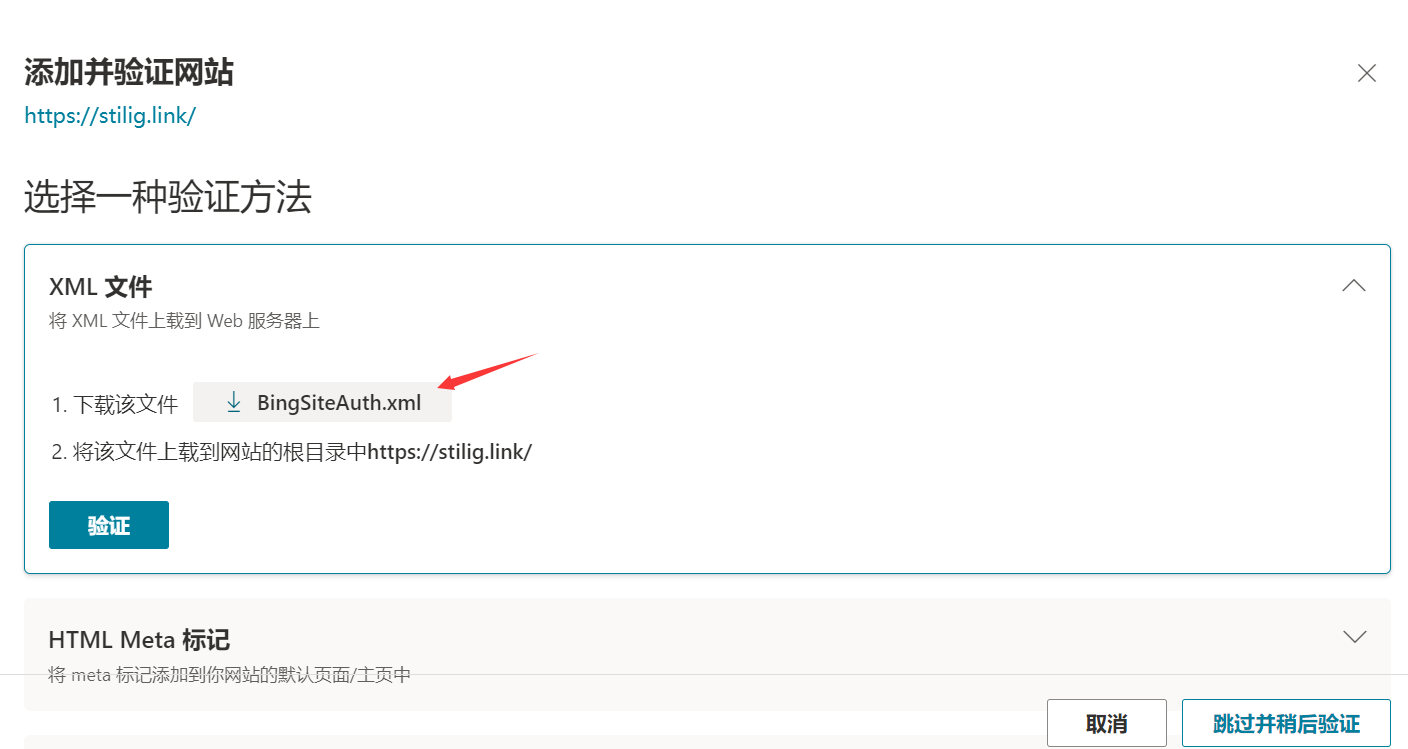 添加并验证网站
https://stilig.link/
选择一种验证方法
XML 文件
将 XML 文件上载到 Web 服务器上
1. 下载该文件 BingSiteAuth.xml
2. 将该文件上载到网站的根目录中https://stilig.link/
验证
HTML Meta 标记
将 meta 标记添加到你网站的默认页面/主页中
取消 跳过并稍后验证